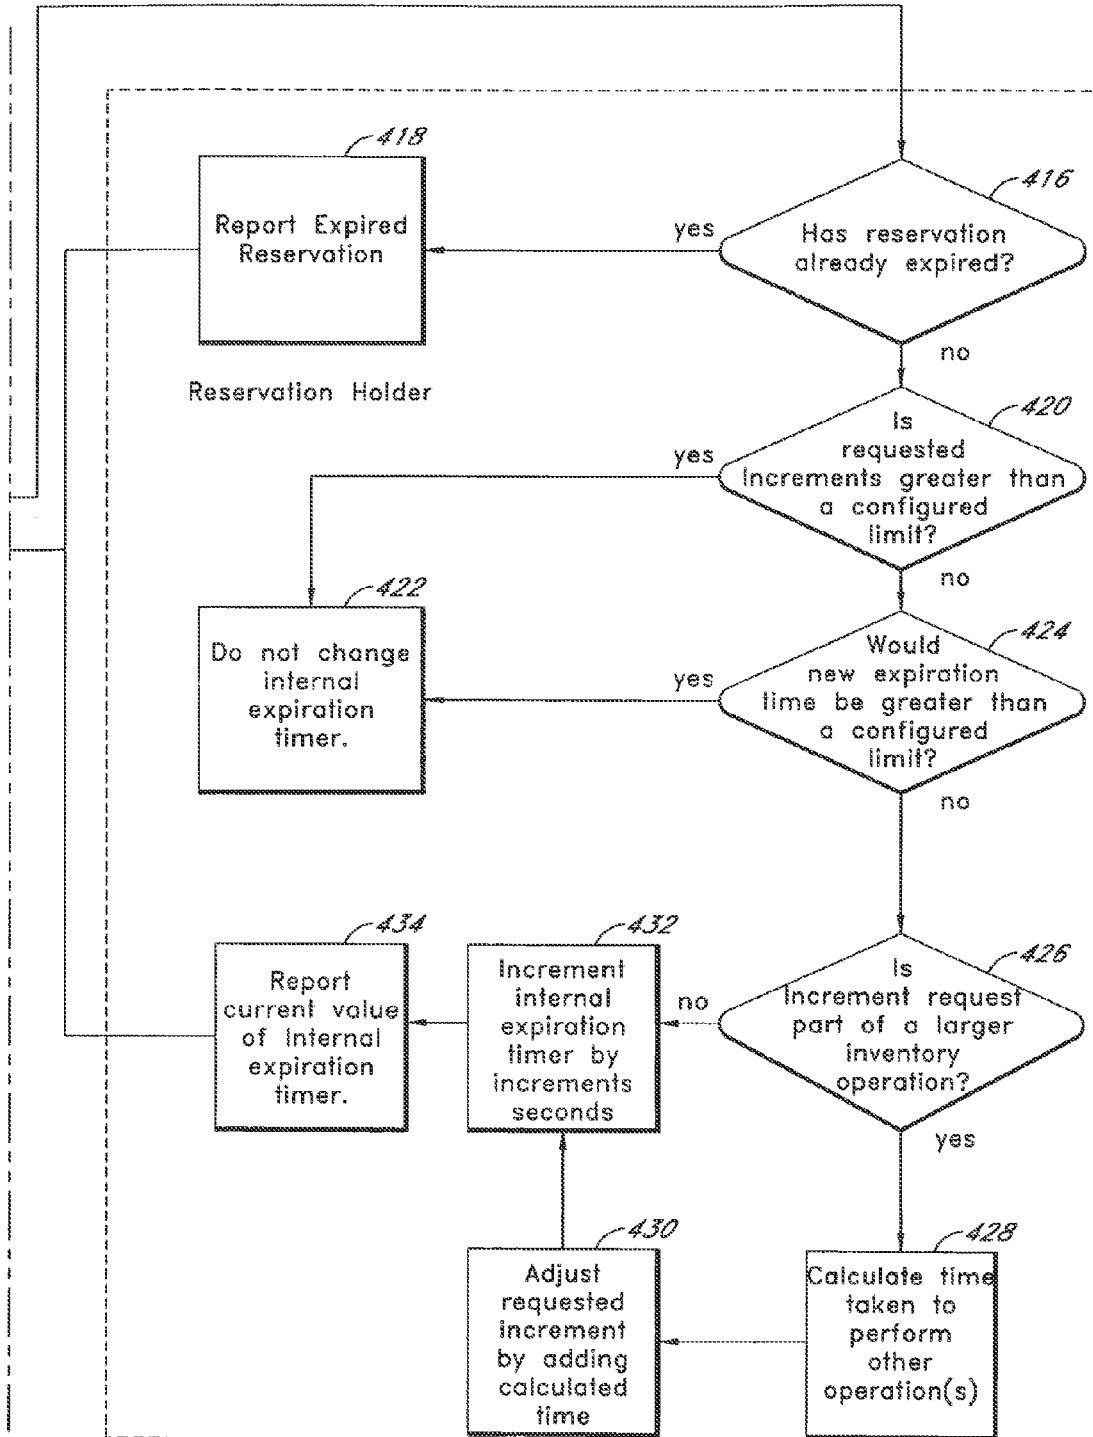 418
Report Expired
Reservation
416
Has reservation
already expired?
yes
no
Reservation Holder
420
Is
requested
Increments greater than
a configured
limit?
yes
no
422
Do not change
internal
expiration
timer.
424
Would
new expiration
time be greater than
a configured
limit?
yes
no
434
Report
current value
of Internal
expiration
timer.
432
Increment
internal
expiration
timer by
increments
seconds
426
Is
Increment request
part of a larger
inventory
operation?
no
yes
430
Adjust
requested
increment
by adding
calculated
time
428
Calculate time
taken to
perform
other
operation(s)